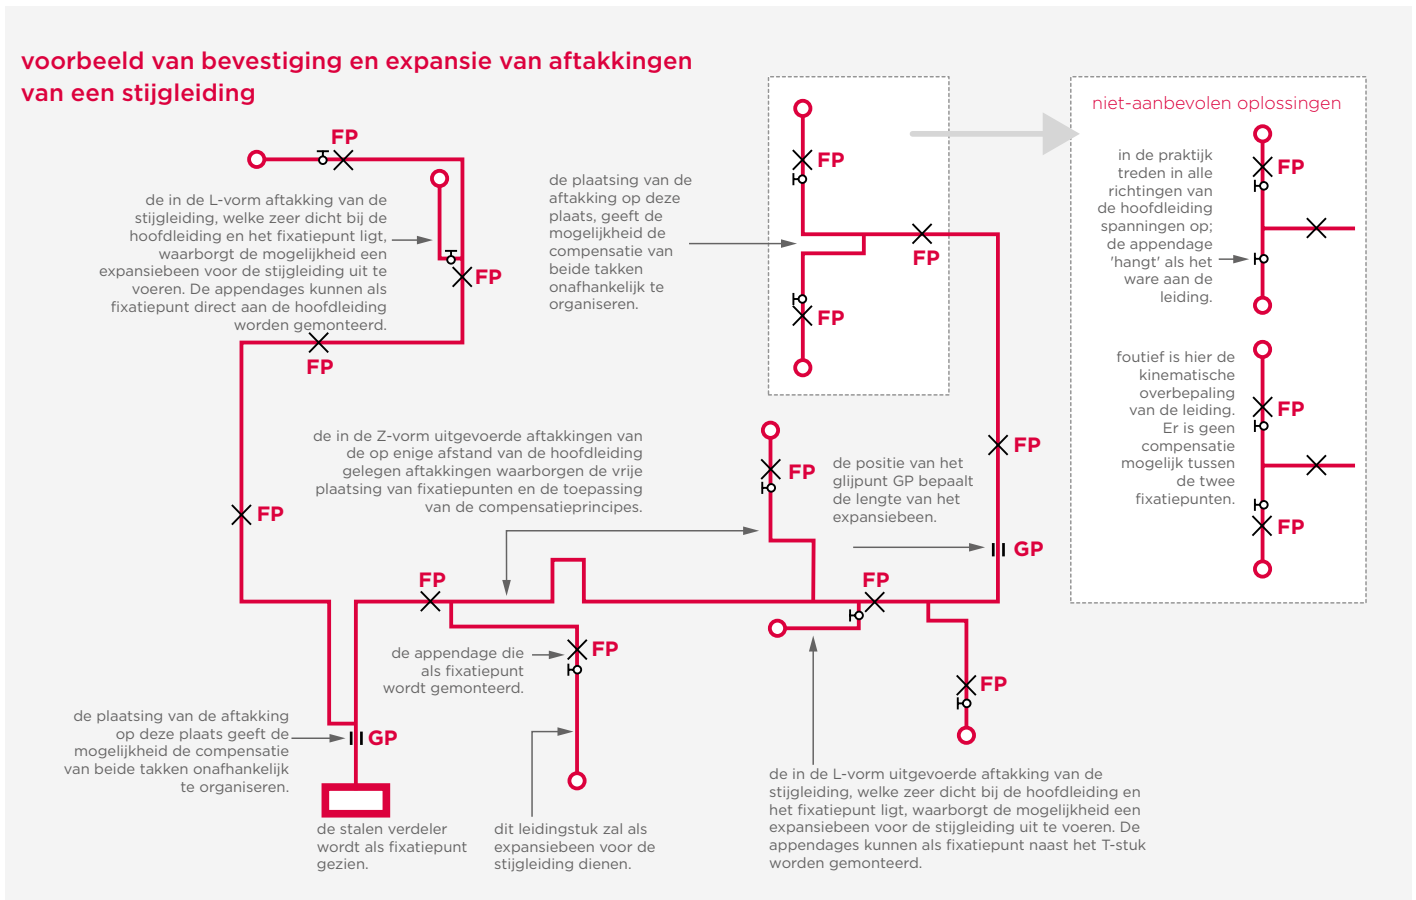 voorbeeld van bevestiging en expansie van aftakkingen
van een stijgleiding
FP
de in de L-vorm aftakking van de
stijgleiding, welke zeer dicht bij de
hoofdleiding en het fixatiepunt ligt,
waarborgt de mogelijkheid een
expansiebeen voor de stijgleiding uit te
voeren. De appendages kunnen als
fixatiepunt direct aan de hoofdleiding
worden gemonteerd.
FP
FP
FP
de plaatsing van de
aftakking op deze
plaats, geeft de
mogelijkheid de
compensatie van
beide takken
onafhankelijk te
organiseren.
FP
FP
FP
niet-aanbevolen oplossingen
in de praktijk
treden in alle
richtingen van
de hoofdleiding
spanningen op;
de appendage
'hangt' als het
ware aan de
leiding.
FP
foutief is hier de
kinematische
overbepaling
van de leiding.
Er is geen
compensatie
mogelijk tussen
de twee
fixatiepunten.
FP
FP
de in de Z-vorm uitgevoerde aftakkingen van
de op enige afstand van de hoofdleiding
gelegen aftakkingen waarborgen de vrije
plaatsing van fixatiepunten en de toepassing
van de compensatieprincipes.
FP
de positie van het
glijpunt GP bepaalt
de lengte van het
expansiebeen.
FP
GP
FP
FP
de appendage die
als fixatiepunt
wordt gemonteerd.
FP
FP
de plaatsing van de aftakking
op deze plaats geeft de
mogelijkheid de compensatie
van beide takken onafhankelijk
te organiseren.
GP
de stalen verdeler
wordt als fixatiepunt
gezien.
dit leidingstuk zal als
expansiebeen voor de
stijgleiding dienen.
de in de L-vorm uitgevoerde aftakking van de
stijgleiding, welke zeer dicht bij de hoofdleiding en
het fixatiepunt ligt, waarborgt de mogelijkheid een
expansiebeen voor de stijgleiding uit te voeren. De
appendages kunnen als fixatiepunt naast het T-stuk
worden gemonteerd.